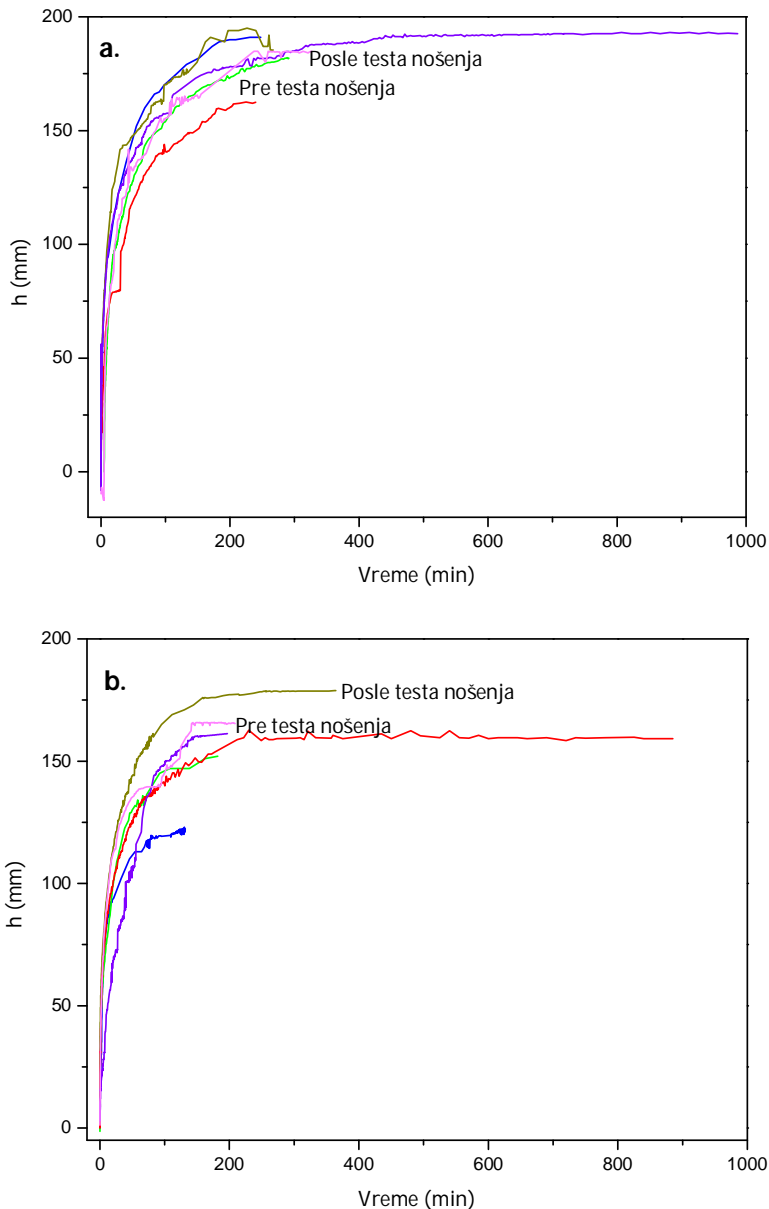 200
a.
Posle testa nošenja
Pre testa nošenja
150
100
50
0
h (mm)
0 200 400 600 800 1000
Vreme (min)
200
b.
Posle testa nošenja
Pre testa nošenja
150
100
50
0
h (mm)
0 200 400 600 800 1000
Vreme (min)